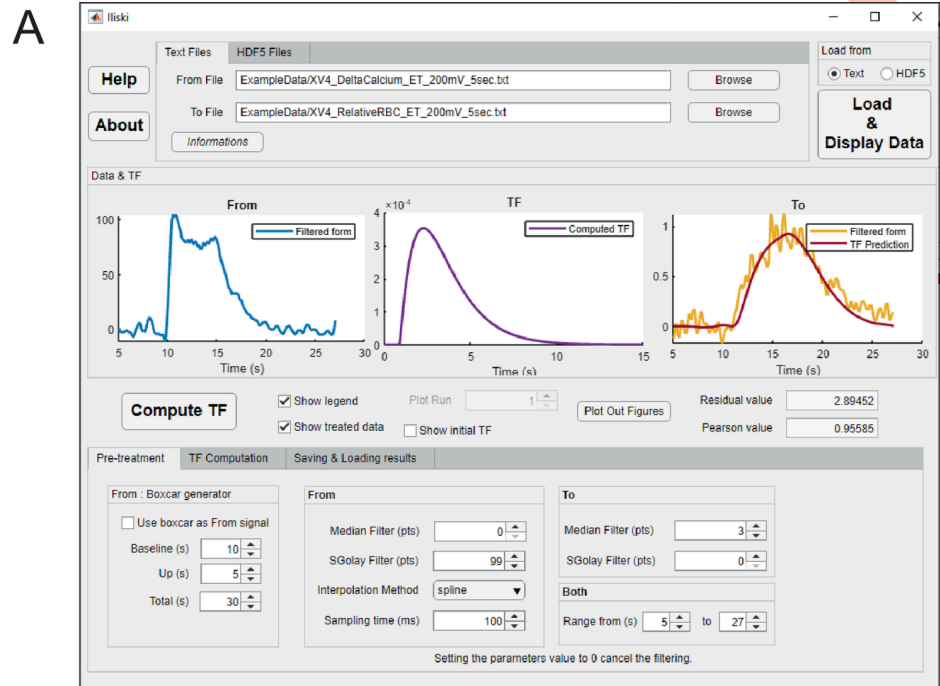 A
Iliski
Text Files HDF5 Files
Load from
Text HDF5
Help
From File ExampleData/XV4_DeltaCalcium_ET_200mV_5sec.txt Browse
About
To File ExampleData/XV4_RelativeRBC_ET_200mV_5sec.txt Browse
Informations
Load
&
Display Data
Data & TF
From
Filtered form
100
50
0
5 10 15 20 25 30
Time (s)
×10-4
TF
Computed TF
4
3
2
1
0
0 5 10 15
Time (s)
To
Filtered form
TF Prediction
1
0.5
0
5 10 15 20 25 30
Time (s)
Compute TF
Show legend
Plot Run 1
Show treated data
Show initial TF
Plot Out Figures
Residual value 2.89452
Pearson value 0.95585
Pre-treatment TF Computation Saving & Loading results
From : Boxcar generator
Use boxcar as From signal
Baseline (s) 10
Up (s) 5
Total (s) 30
From
Median Filter (pts) 0
SGolay Filter (pts) 99
Interpolation Method spline
Sampling time (ms) 100
To
Median Filter (pts) 3
SGolay Filter (pts) 0
Both
Range from (s) 5 to 27
Setting the parameters value to 0 cancel the filtering.